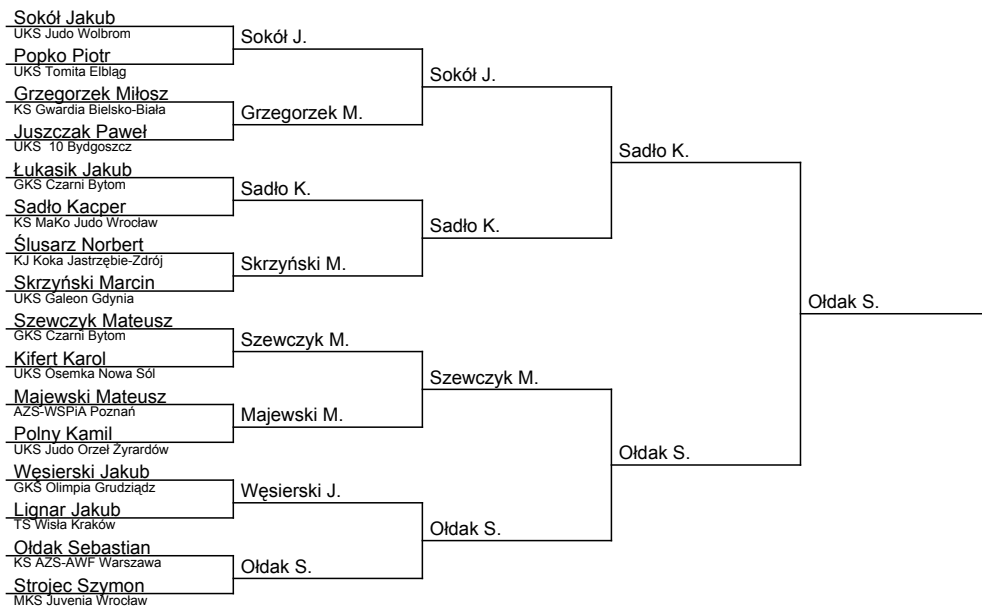 Sokół Jakub
UKS Judo Wolbrom
Popko Piotr
UKS Tomita Elbląg
Grzegorzek Miłosz
KS Gwardia Bielsko-Biała
Juszczak Paweł
UKS 10 Bydgoszcz
Łukasik Jakub
GKS Czarni Bytom
Sadło Kacper
KS MaKo Judo Wrocław
Ślusarz Norbert
KJ Koka Jastrzębie-Zdrój
Skrzyński Marcin
UKS Galeon Gdynia
Szewczyk Mateusz
GKS Czarni Bytom
Kifert Karol
UKS Ósemka Nowa Sól
Majewski Mateusz
AZS-WSPiA Poznań
Polny Kamil
UKS Judo Orzeł Żyrardów
Węsierski Jakub
GKS Olimpia Grudziądz
Lignar Jakub
TS Wisła Kraków
Ołdak Sebastian
KS AZS-AWF Warszawa
Strojec Szymon
MKS Juvenia Wrocław
Sokół J.
Grzegorzek M.
Sadło K.
Skrzyński M.
Szewczyk M.
Majewski M.
Węsierski J.
Ołdak S.
Sokół J.
Sadło K.
Szewczyk M.
Ołdak S.
Sadło K.
Ołdak S.
Ołdak S.